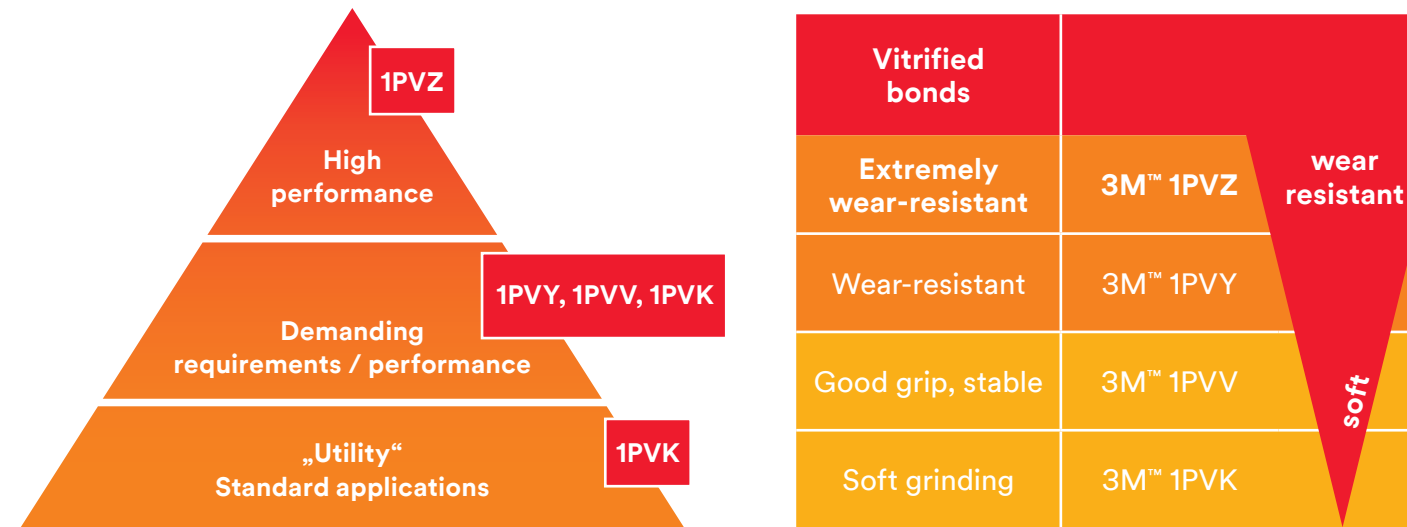 1PVZ
High
performance
1PVY, 1PVV, 1PVK
Demanding
requirements / performance
1PVK
„Utility“
Standard applications
Vitrified
bonds
Extremely
wear-resistant
3M™ 1PVZ
wear
resistant
Wear-resistant
3M™ 1PVY
Good grip, stable
3M™ 1PVV
soft
Soft grinding
3M™ 1PVK